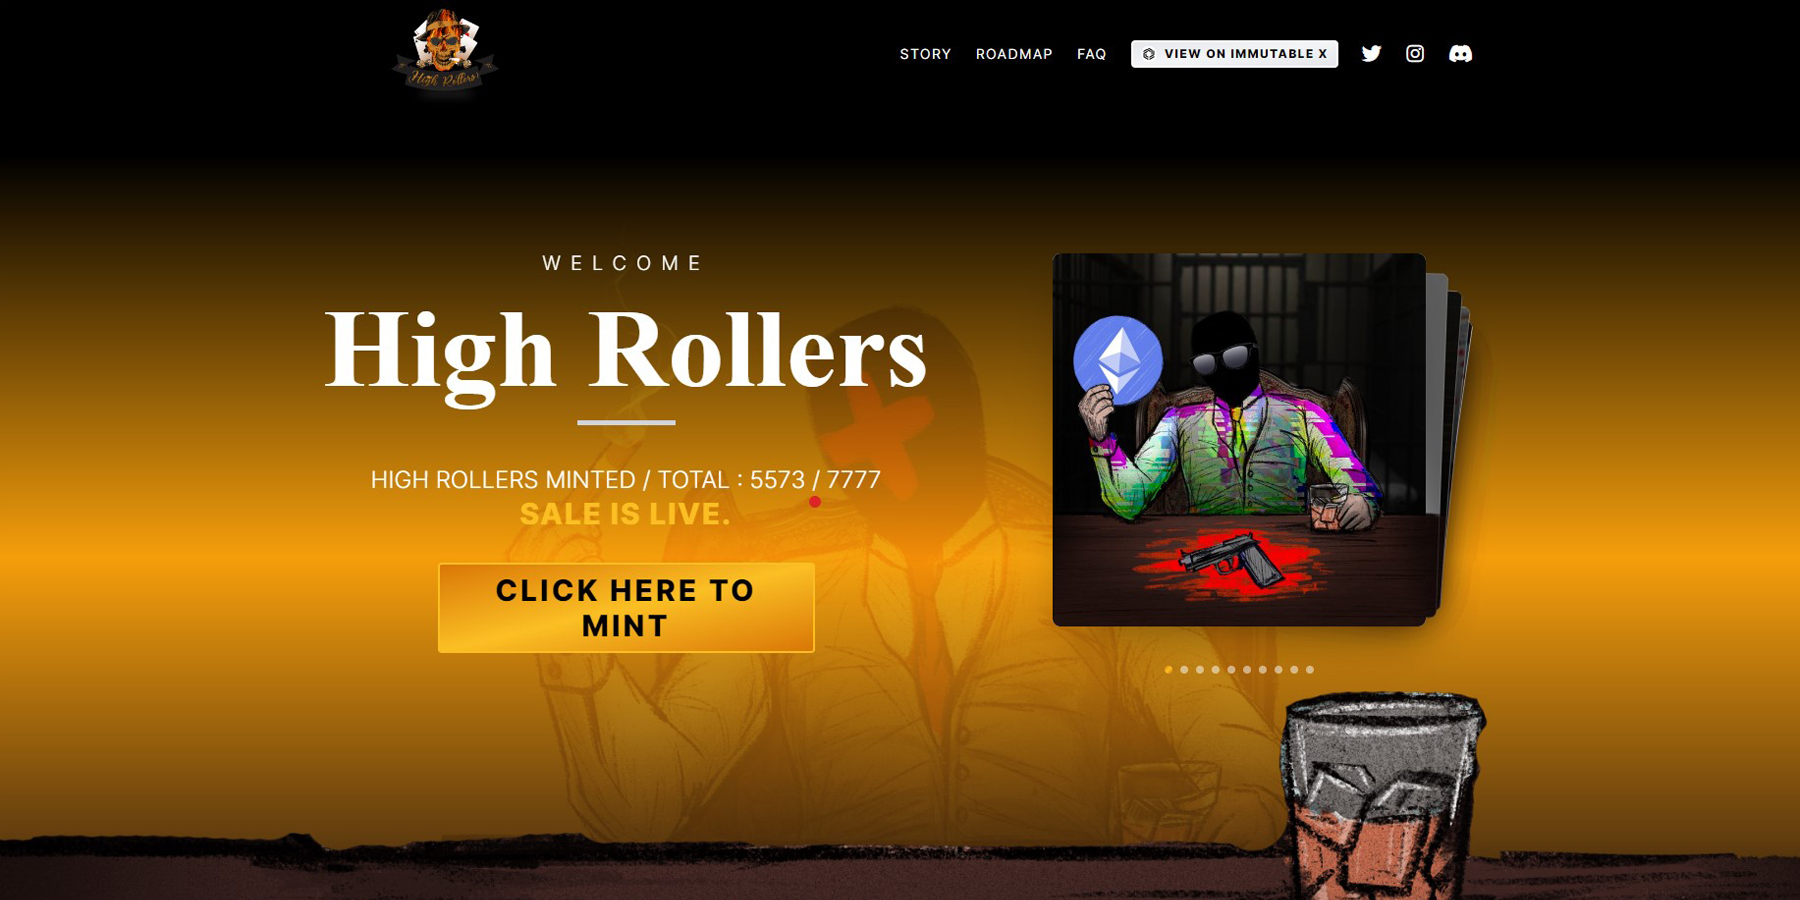 High Rollers
STORY
ROADMAP
FAQ
VIEW ON IMMUTABLE X
WELCOME
High Rollers
HIGH ROLLERS MINTED / TOTAL : 5573 / 7777
SALE IS LIVE.
CLICK HERE TO
MINT